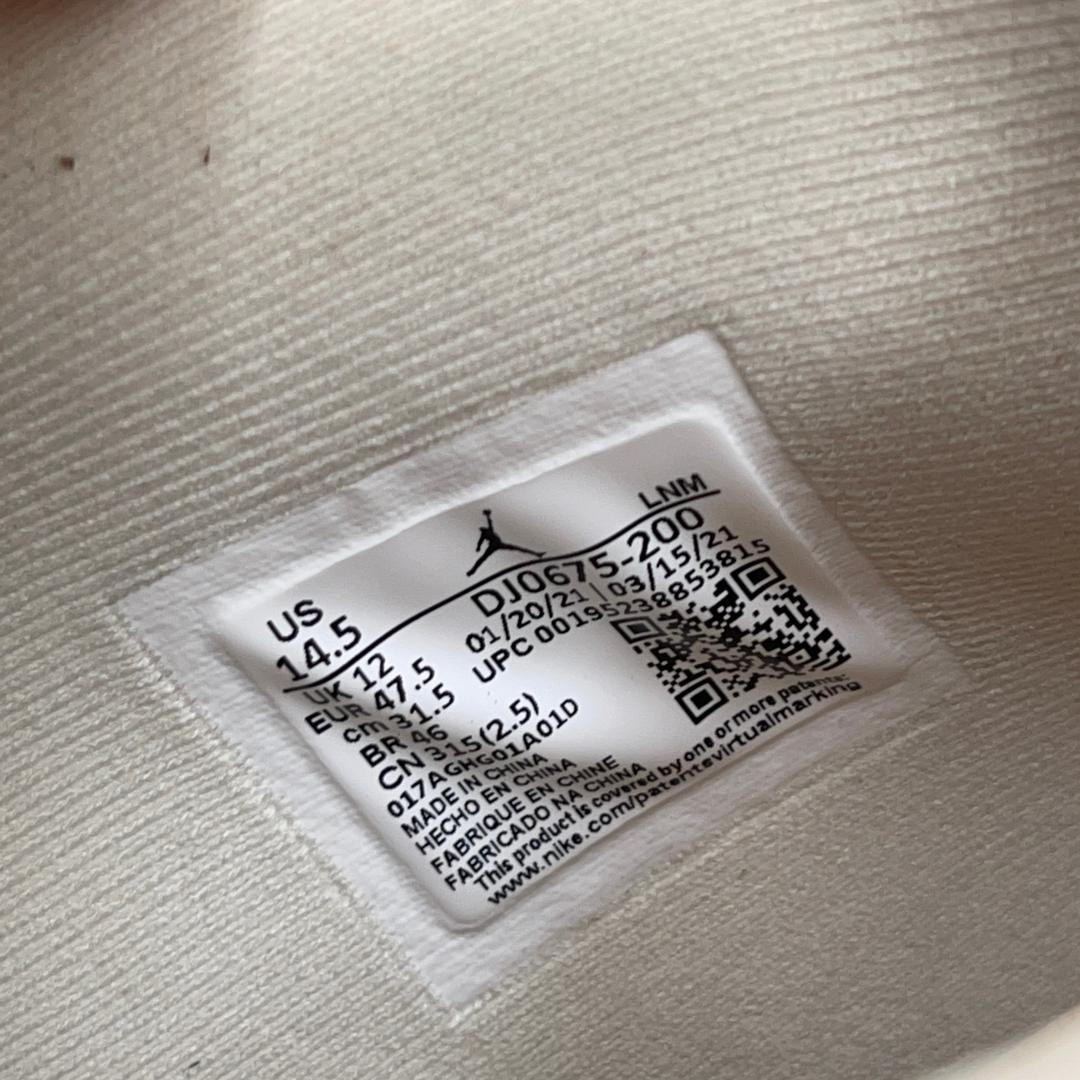 US
14.5
LNM
DJ0675-200
UK 12
01/20/21 | 03/15/21
EUR 47.5
UPC 00195238853815
cm 31.5
BR 46
CN 315(2.5)
017AGHG01A01D
MADE IN CHINA
HECHO EN CHINA
FABRIQUE EN CHINE
FABRICADO NA CHINA
This product is covered by one or more patents:
www.nike.com/patentsvirtualmarking